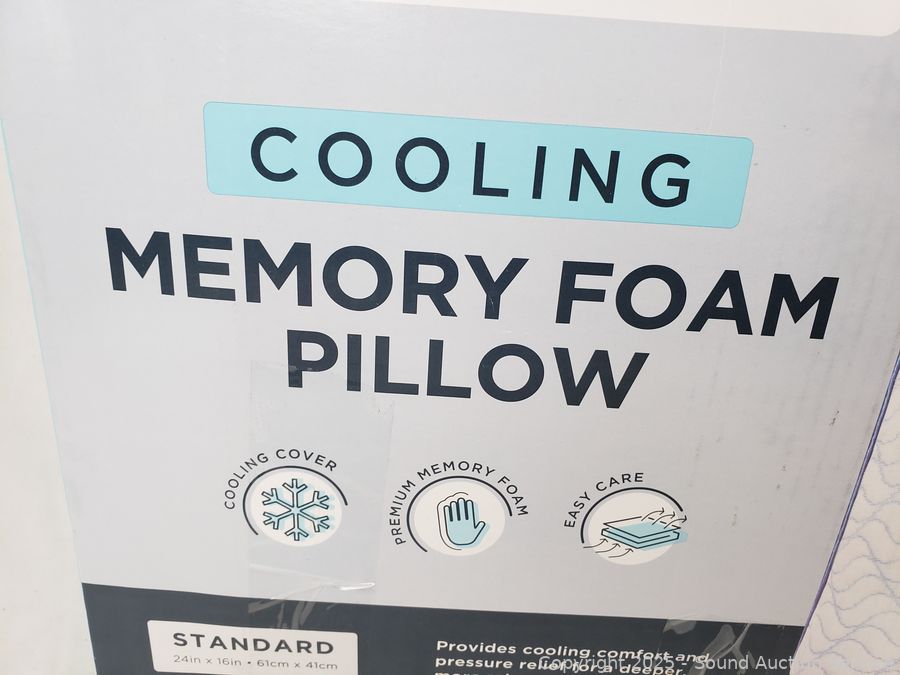 COOLING
MEMORY FOAM
PILLOW
COOLING COVER
PREMIUM MEMORY FOAM
EASY CARE
STANDARD
24in x 16in • 61cm x 41cm
Provides cooling comfort and
pressure relief for a deeper,
Copyright 2025 - Sound Auction Service